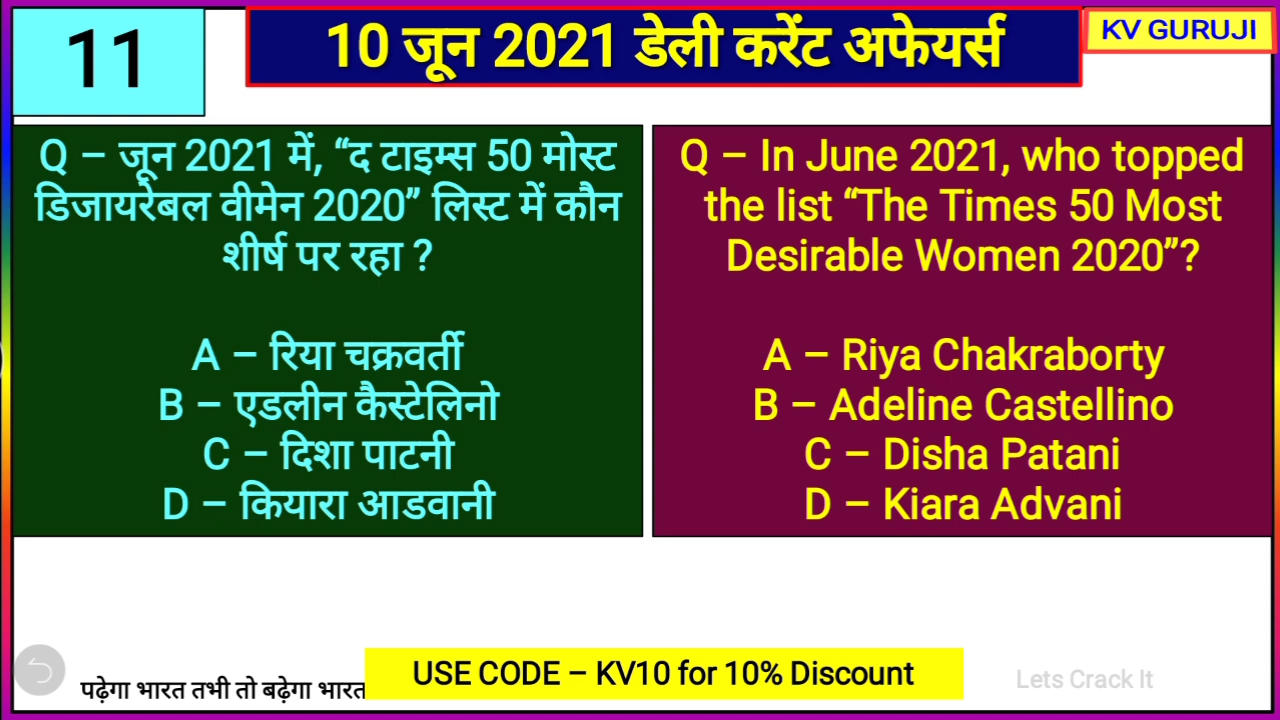 11
10 जून 2021 डेली करेंट अफेयर्स
KV GURUJI
Q – जून 2021 में, “द टाइम्स 50 मोस्ट
डिजायरेबल वीमेन 2020” लिस्ट में कौन
शीर्ष पर रहा ?
A – रिया चक्रवर्ती
B – एडलीन कैस्टेलिनो
C – दिशा पाटनी
D – कियारा आडवानी
Q – In June 2021, who topped
the list “The Times 50 Most
Desirable Women 2020”?
A – Riya Chakraborty
B – Adeline Castellino
C – Disha Patani
D – Kiara Advani
पढ़ेगा भारत तभी तो बढ़ेगा भारत
USE CODE – KV10 for 10% Discount
Lets Crack It